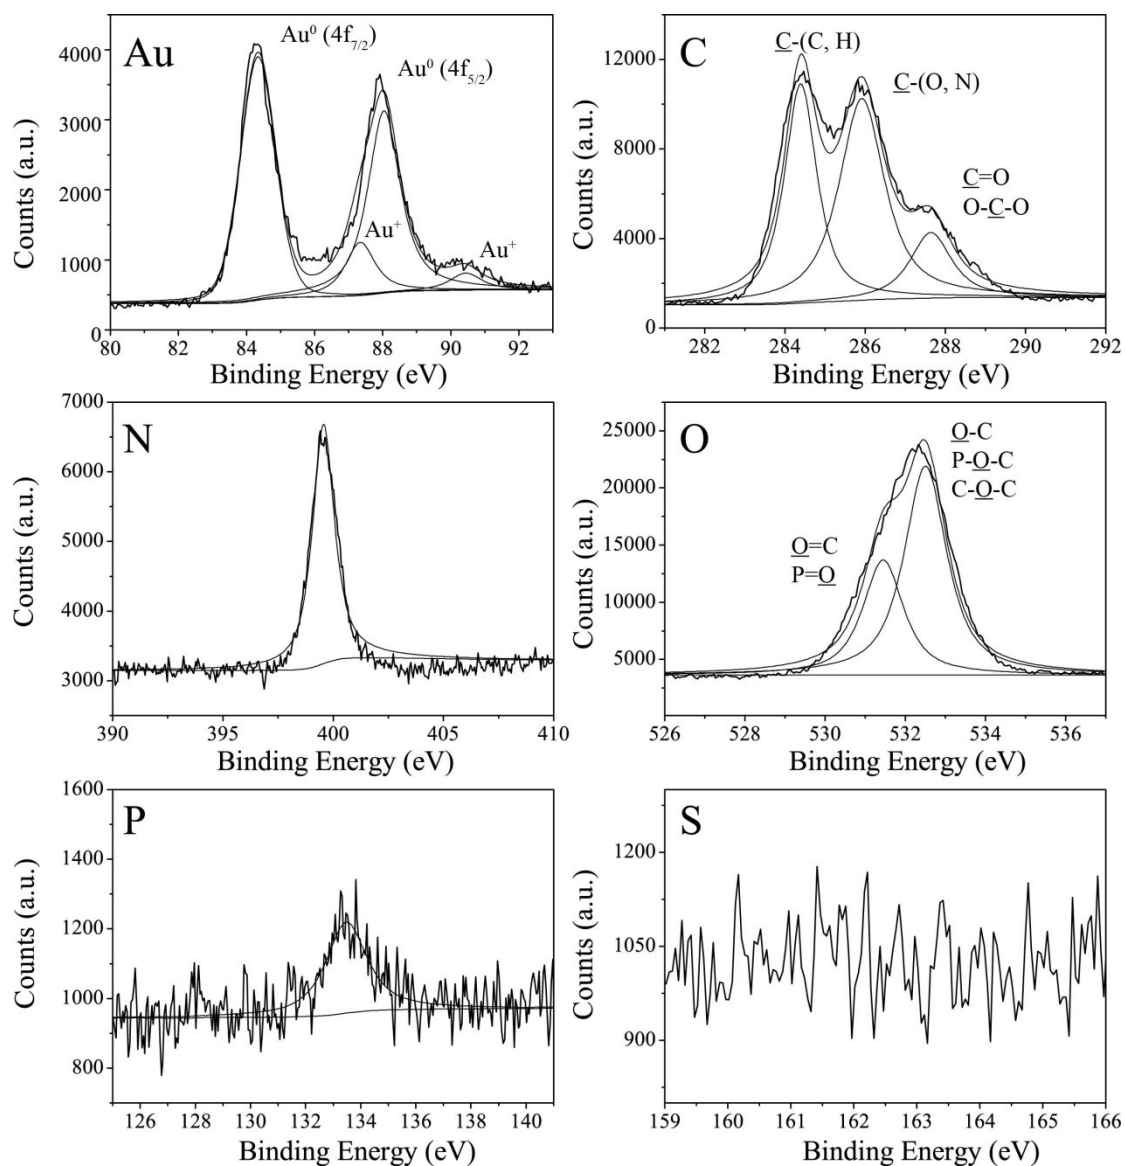 Au
Au⁰ (4f₇/₂)
Au⁰ (4f₅/₂)
Au⁺
Au⁺
Counts (a.u.)
4000
3000
2000
1000
0
80 82 84 86 88 90 92
Binding Energy (eV)
C
C-(C, H)
C-(O, N)
C=O
O-C-O
Counts (a.u.)
12000
8000
4000
0
282 284 286 288 290 292
Binding Energy (eV)
N
Counts (a.u.)
7000
6000
5000
4000
3000
390 395 400 405 410
Binding Energy (eV)
O
O-C
P-O-C
C-O-C
O=C
P=O
Counts (a.u.)
25000
20000
15000
10000
5000
526 528 530 532 534 536
Binding Energy (eV)
P
Counts (a.u.)
1600
1400
1200
1000
800
126 128 130 132 134 136 138 140
Binding Energy (eV)
S
Counts (a.u.)
1200
1050
900
159 160 161 162 163 164 165 166
Binding Energy (eV)